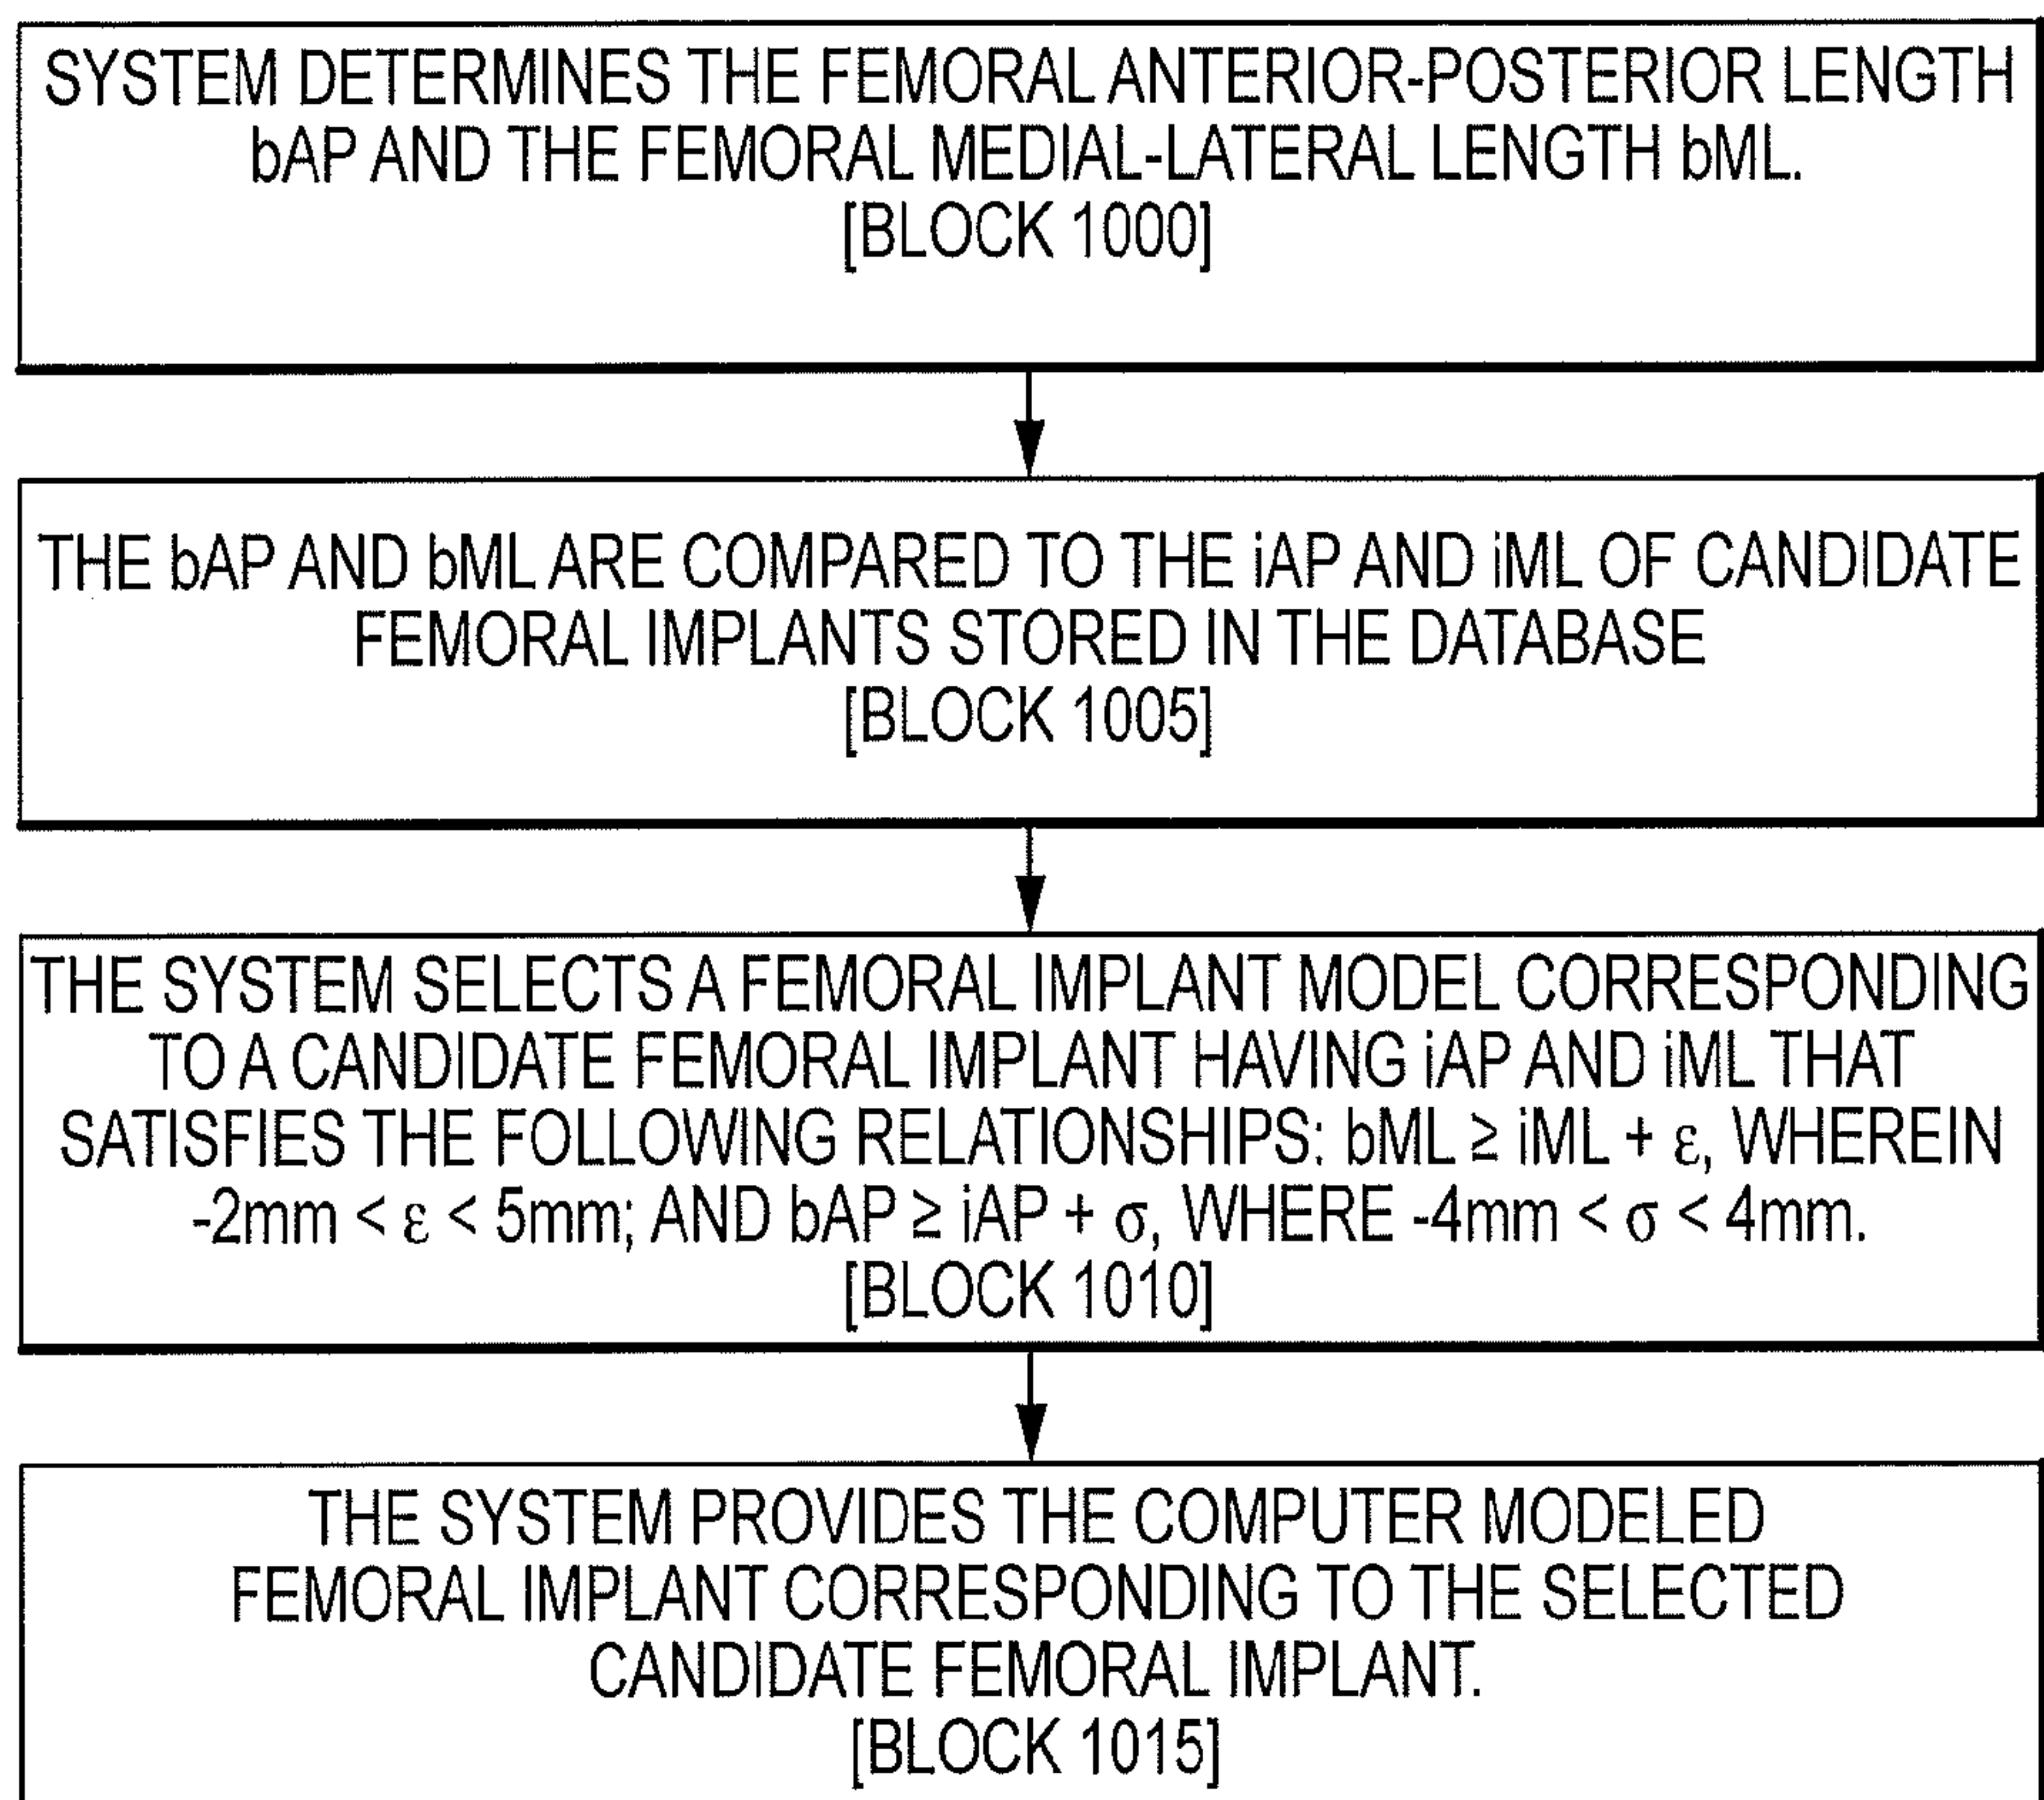 SYSTEM DETERMINES THE FEMORAL ANTERIOR-POSTERIOR LENGTH
bAP AND THE FEMORAL MEDIAL-LATERAL LENGTH bML.
[BLOCK 1000]
THE bAP AND bML ARE COMPARED TO THE iAP AND iML OF CANDIDATE
FEMORAL IMPLANTS STORED IN THE DATABASE
[BLOCK 1005]
THE SYSTEM SELECTS A FEMORAL IMPLANT MODEL CORRESPONDING
TO A CANDIDATE FEMORAL IMPLANT HAVING iAP AND iML THAT
SATISFIES THE FOLLOWING RELATIONSHIPS: bML ≥ iML + ε, WHEREIN
-2mm < ε < 5mm; AND bAP ≥ iAP + σ, WHERE -4mm < σ < 4mm.
[BLOCK 1010]
THE SYSTEM PROVIDES THE COMPUTER MODELED
FEMORAL IMPLANT CORRESPONDING TO THE SELECTED
CANDIDATE FEMORAL IMPLANT.
[BLOCK 1015]